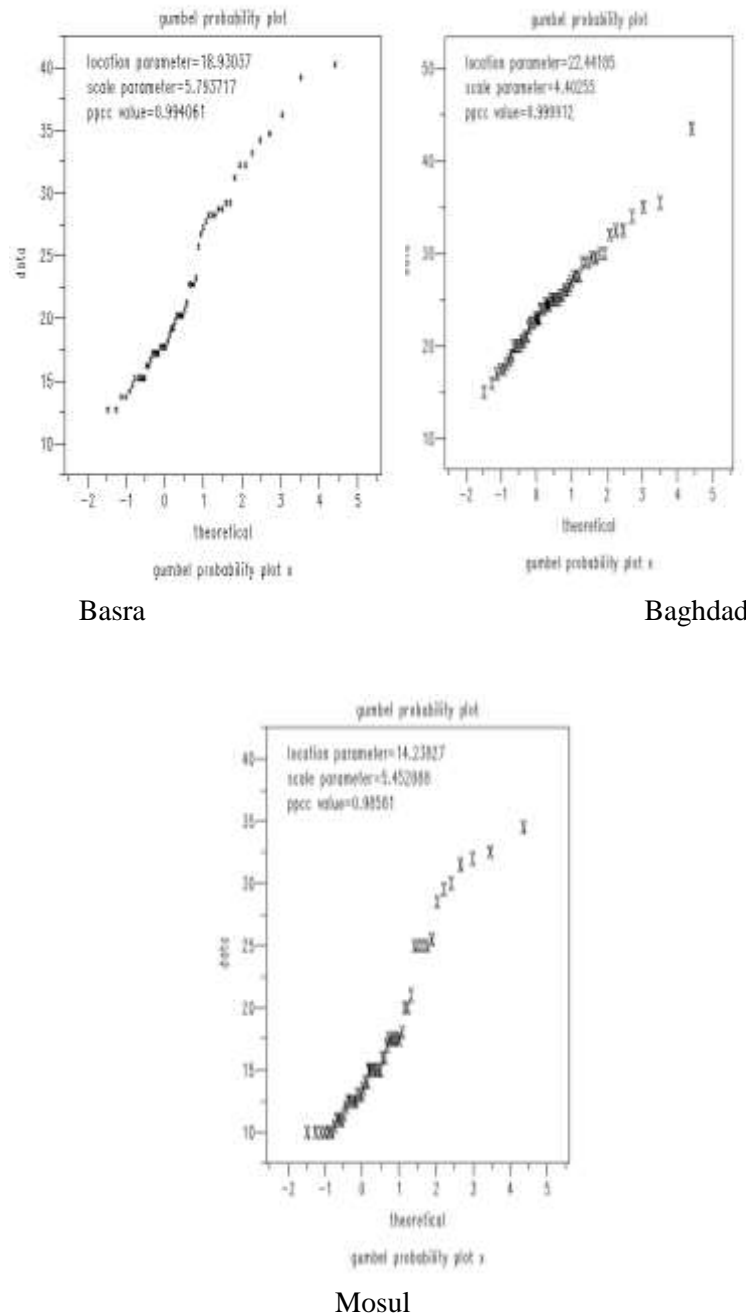 gumbel probability plot
location parameter=18.93037
scale parameter=5.793717
ppcc value=0.994061
40
35
30
25
20
15
10
data
-2 -1 0 1 2 3 4 5
theoretical
gumbel probability plot x
Basra
gumbel probability plot
location parameter=22.44185
scale parameter=4.40255
ppcc value=
50
40
30
20
10
data
-2 -1 0 1 2 3 4 5
theoretical
gumbel probability plot x
Baghdad
gumbel probability plot
location parameter=14.23827
scale parameter=
ppcc value=0.98561
40
35
30
25
20
15
10
data
-2 -1 0 1 2 3 4 5
theoretical
gumbel probability plot x
Mosul